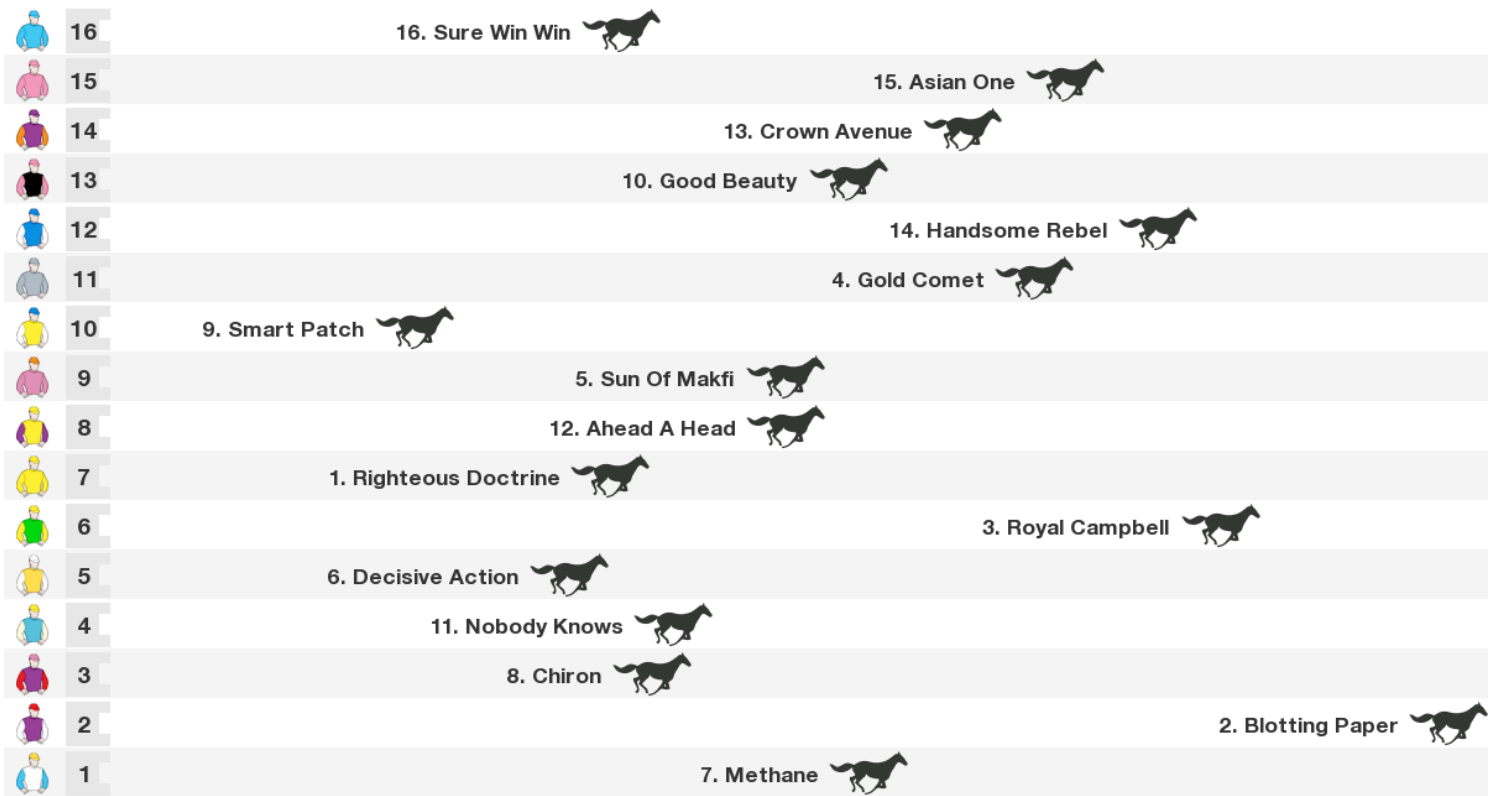 16 16. Sure Win Win
15 15. Asian One
14 13. Crown Avenue
13 10. Good Beauty
12 14. Handsome Rebel
11 4. Gold Comet
10 9. Smart Patch
9 5. Sun Of Makfi
8 12. Ahead A Head
7 1. Righteous Doctrine
6 3. Royal Campbell
5 6. Decisive Action
4 11. Nobody Knows
3 8. Chiron
2 2. Blotting Paper
1 7. Methane